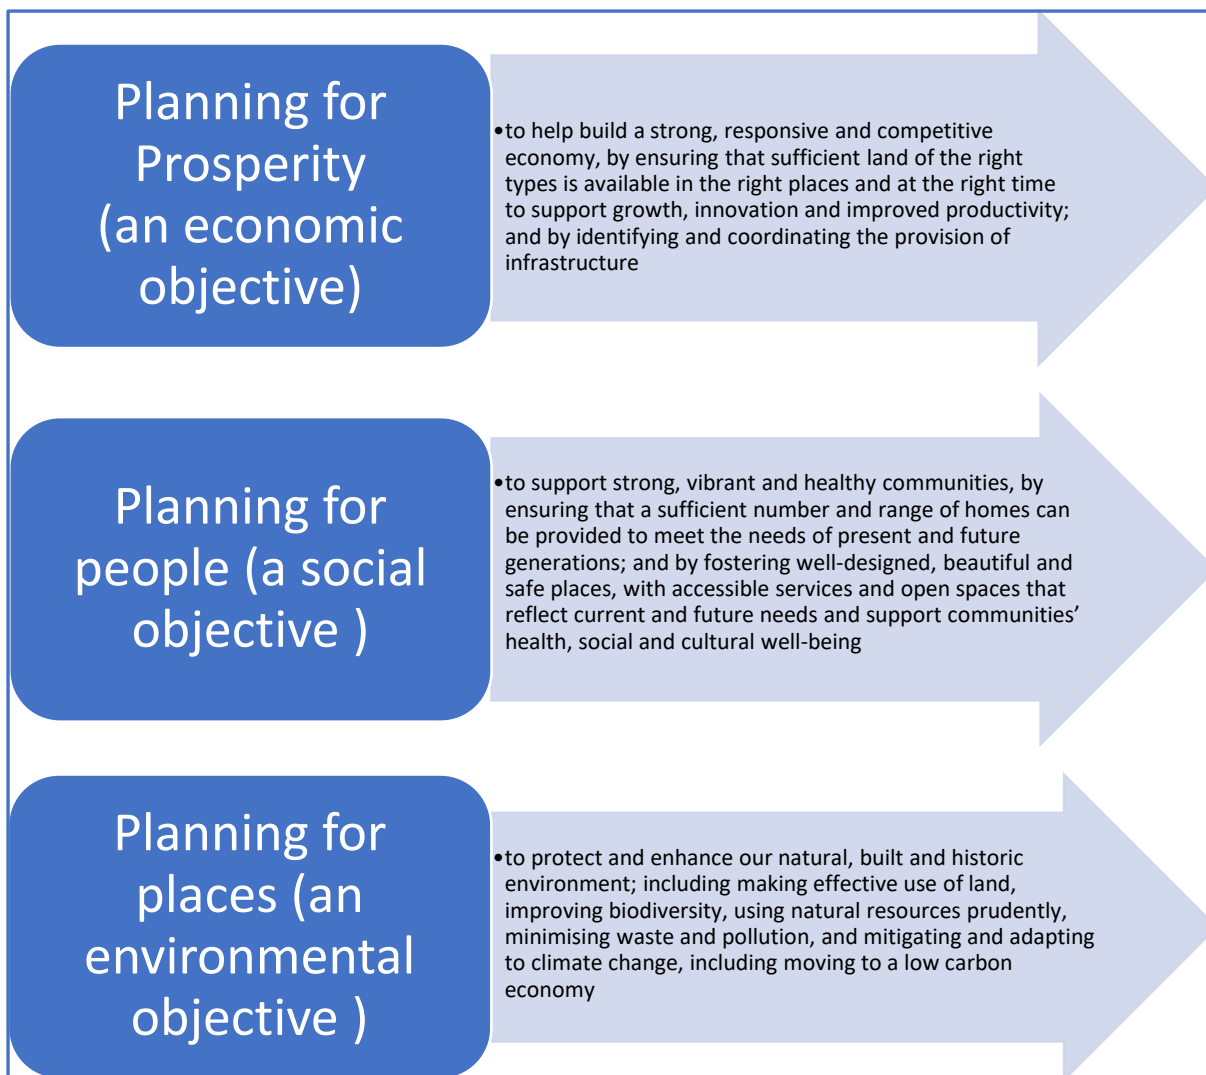 Planning for
Prosperity
(an economic
objective)
•to help build a strong, responsive and competitive
economy, by ensuring that sufficient land of the right
types is available in the right places and at the right time
to support growth, innovation and improved productivity;
and by identifying and coordinating the provision of
infrastructure
Planning for
people (a social
objective )
•to support strong, vibrant and healthy communities, by
ensuring that a sufficient number and range of homes can
be provided to meet the needs of present and future
generations; and by fostering well-designed, beautiful and
safe places, with accessible services and open spaces that
reflect current and future needs and support communities’
health, social and cultural well-being
Planning for
places (an
environmental
objective )
•to protect and enhance our natural, built and historic
environment; including making effective use of land,
improving biodiversity, using natural resources prudently,
minimising waste and pollution, and mitigating and adapting
to climate change, including moving to a low carbon
economy